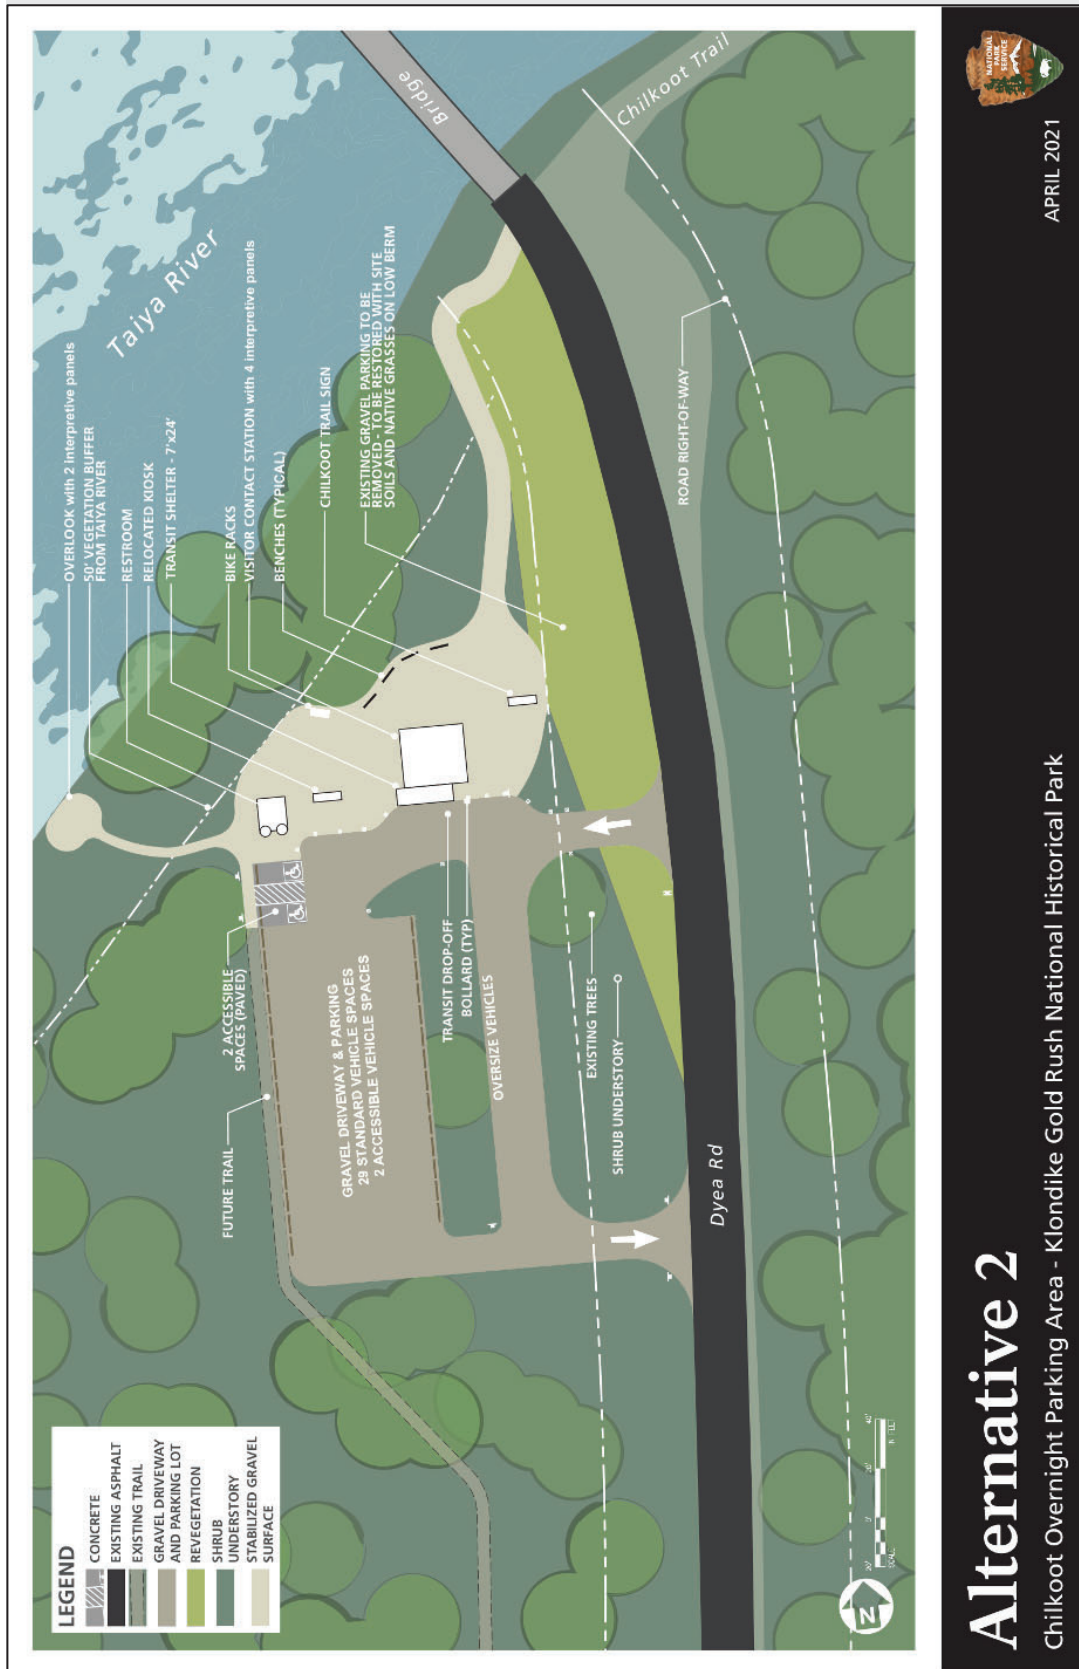 Taiya River
Bridge
Chilkoot Trail
OVERLOOK with 2 interpretive panels
50' VEGETATION BUFFER
FROM TAIYA RIVER
RESTROOM
RELOCATED KIOSK
TRANSIT SHELTER - 7'x24'
BIKE RACKS
VISITOR CONTACT STATION with 4 interpretive panels
BENCHES (TYPICAL)
CHILKOOT TRAIL SIGN
EXISTING GRAVEL PARKING TO BE
REMOVED - TO BE RESTORED WITH SITE
SOILS AND NATIVE GRASSES ON LOW BERM
ROAD RIGHT-OF-WAY
2 ACCESSIBLE
SPACES (PAVED)
FUTURE TRAIL
GRAVEL DRIVEWAY & PARKING
29 STANDARD VEHICLE SPACES
2 ACCESSIBLE VEHICLE SPACES
TRANSIT DROP-OFF
BOLLARD (TYP)
OVERSIZE VEHICLES
EXISTING TREES
SHRUB UNDERSTORY
Dyea Rd
LEGEND
CONCRETE
EXISTING ASPHALT
EXISTING TRAIL
GRAVEL DRIVEWAY
AND PARKING LOT
REVEGETATION
SHRUB
UNDERSTORY
STABILIZED GRAVEL
SURFACE
N
SCALE
Alternative 2
Chilkoot Overnight Parking Area - Klondike Gold Rush National Historical Park
APRIL 2021
NATIONAL
PARK
SERVICE